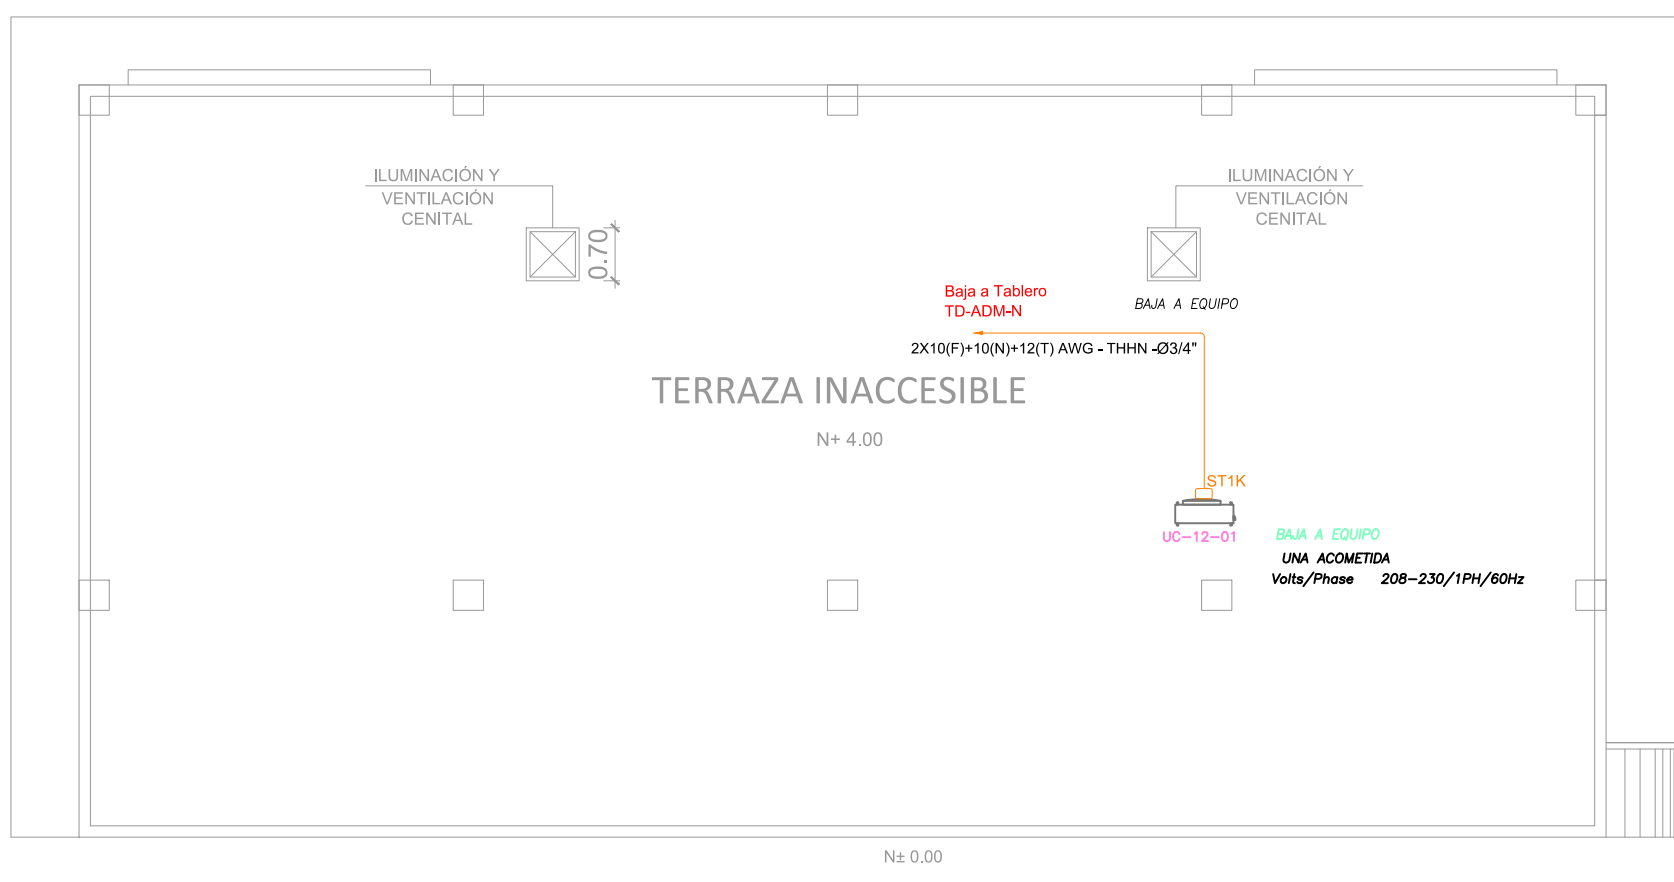 ILUMINACIÓN Y
VENTILACIÓN
CENITAL
0.70
ILUMINACIÓN Y
VENTILACIÓN
CENITAL
Baja a Tablero
TD-ADM-N
BAJA A EQUIPO
2X10(F)+10(N)+12(T) AWG - THHN -Ø3/4"
TERRAZA INACCESIBLE
N+ 4.00
ST1K
UC-12-01
BAJA A EQUIPO
UNA ACOMETIDA
Volts/Phase 208-230/1PH/60Hz
N± 0.00